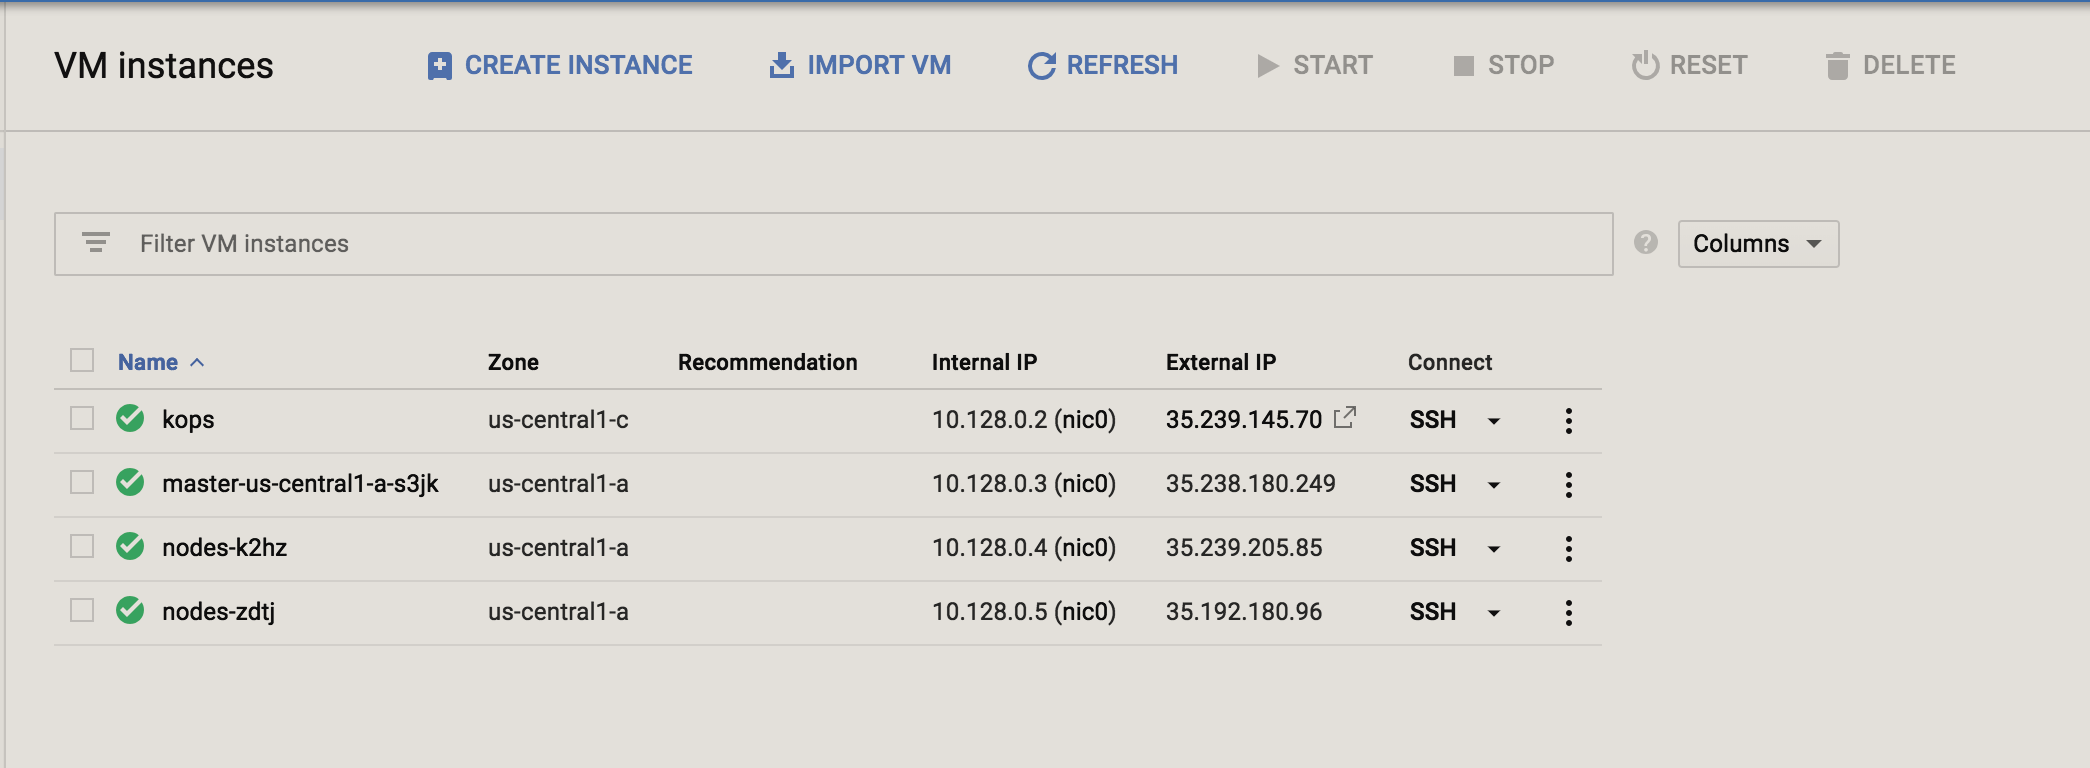 VM instances CREATE INSTANCE IMPORT VM REFRESH START STOP RESET DELETE
Filter VM instances ? Columns
Name Zone Recommendation Internal IP External IP Connect
kops us-central1-c 10.128.0.2 (nic0) 35.239.145.70 SSH
master-us-central1-a-s3jk us-central1-a 10.128.0.3 (nic0) 35.238.180.249 SSH
nodes-k2hz us-central1-a 10.128.0.4 (nic0) 35.239.205.85 SSH
nodes-zdtj us-central1-a 10.128.0.5 (nic0) 35.192.180.96 SSH